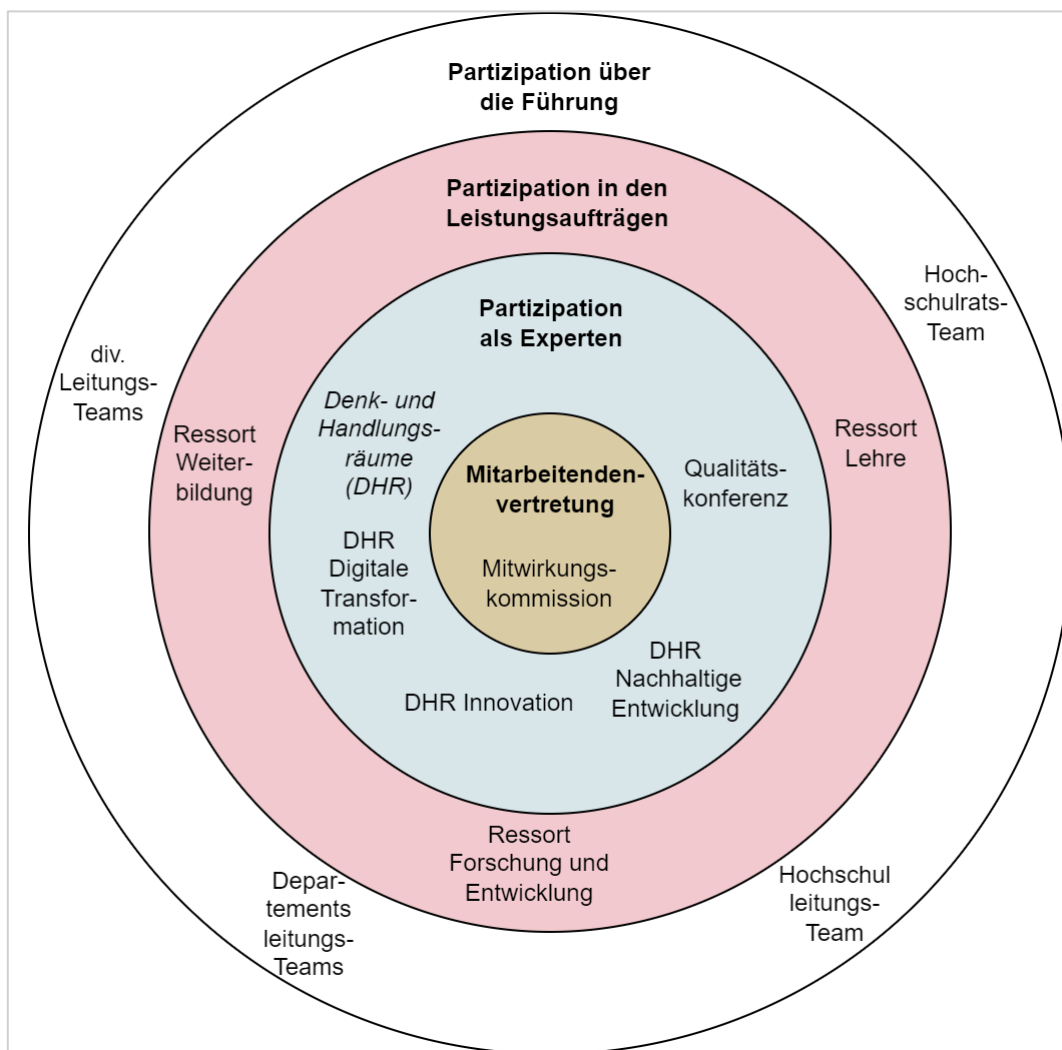 Partizipation über
die Führung
Partizipation in den
Leistungsaufträgen
Partizipation
als Experten
Hoch-
schulrats-
Team
div.
Leitungs-
Teams
Denk- und
Handlungs-
räume
(DHR)
Ressort
Weiter-
bildung
Mitarbeitenden-
vertretung
Mitwirkungs-
kommission
Qualitäts-
konferenz
Ressort
Lehre
DHR
Digitale
Transfor-
mation
DHR Innovation
DHR
Nachhaltige
Entwicklung
Ressort
Forschung und
Entwicklung
Depar-
tements
leitungs-
Teams
Hochschul
leitungs-
Team